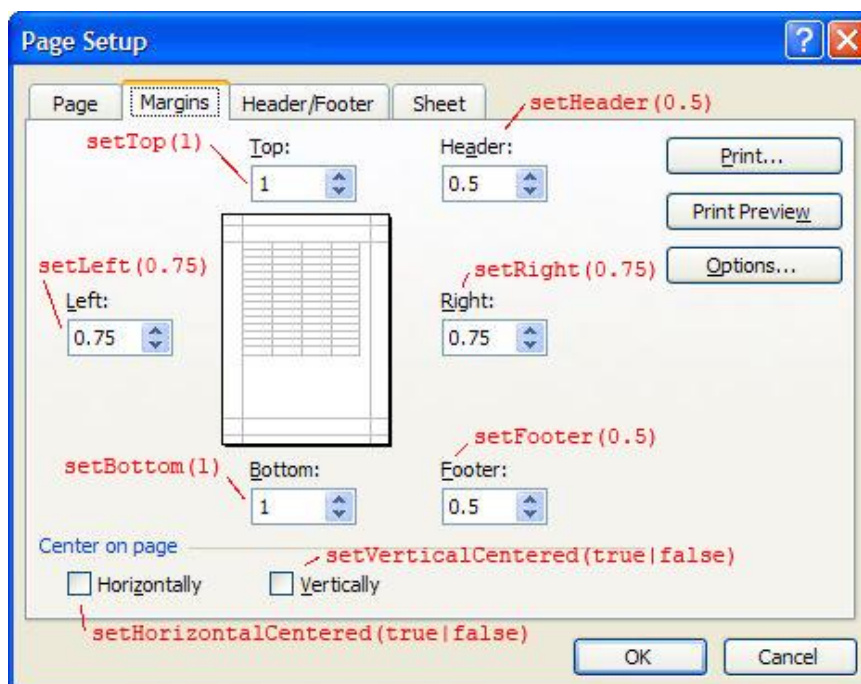 Page Setup
Page Margins Header/Footer Sheet setHeader(0.5)
setTop(1) Top: Header: Print...
1 0.5
Print Preview
setLeft(0.75) setRight(0.75) Options...
Left: Right:
0.75 0.75
setFooter(0.5)
setBottom(1) Bottom: Footer:
1 0.5
Center on page
setVerticalCentered(true|false)
Horizontally Vertically
setHorizontalCentered(true|false)
OK Cancel